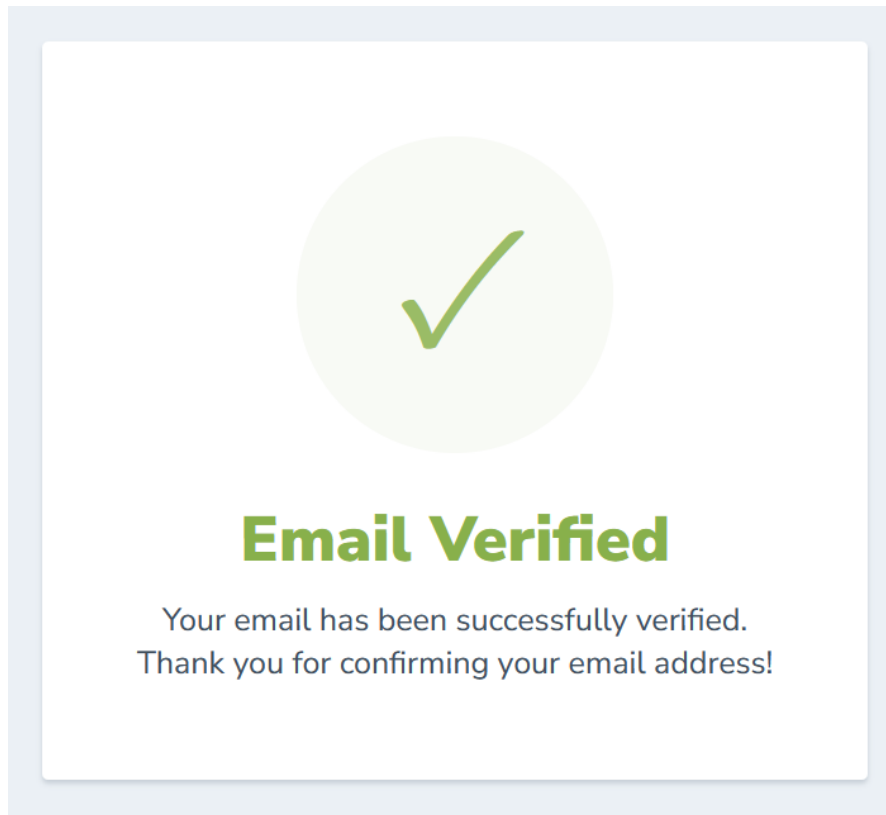 ✓
Email Verified
Your email has been successfully verified.
Thank you for confirming your email address!